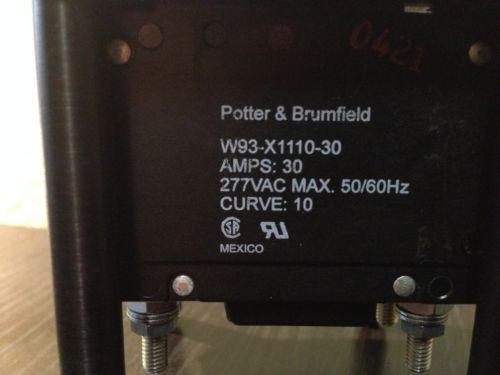 0421
Potter & Brumfield
W93-X1110-30
AMPS: 30
277VAC MAX. 50/60Hz
CURVE: 10
MEXICO